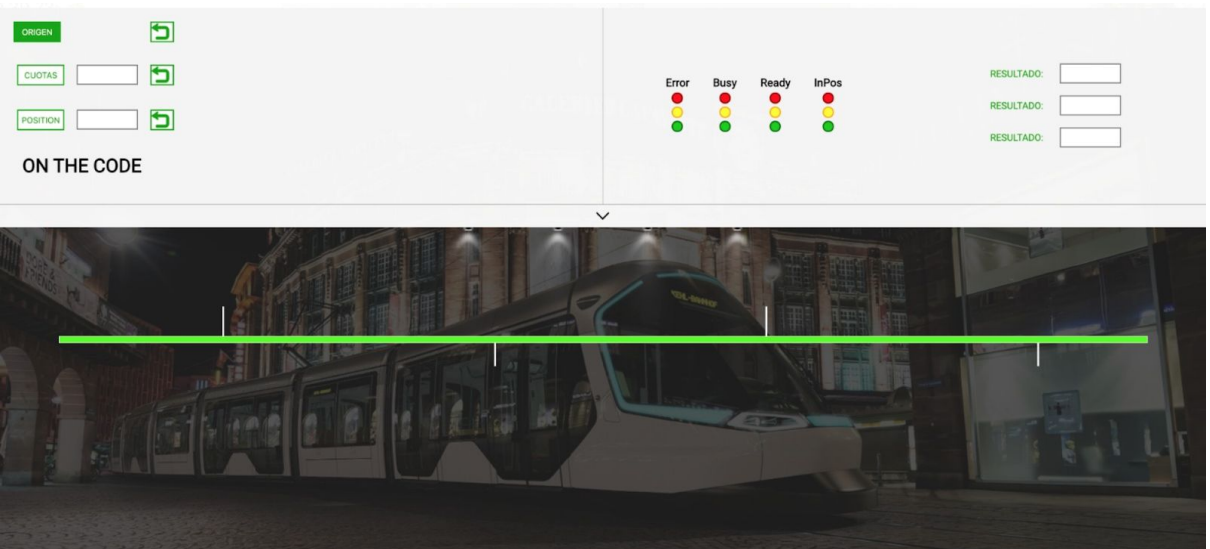 ORIGEN
CUOTAS
POSITION
ON THE CODE
Error Busy Ready InPos
RESULTADO:
RESULTADO:
RESULTADO: